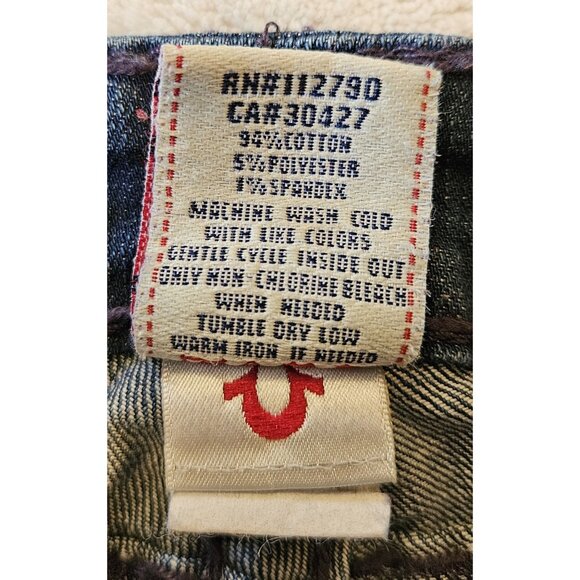 RN#112790
CA#30427
94%COTTON
5%POLYESTER
1%SPANDEX
MACHINE WASH COLD
WITH LIKE COLORS
GENTLE CYCLE INSIDE OUT
ONLY NON-CHLORINE BLEACH
WHEN NEEDED
TUMBLE DRY LOW
WARM IRON IF NEEDED